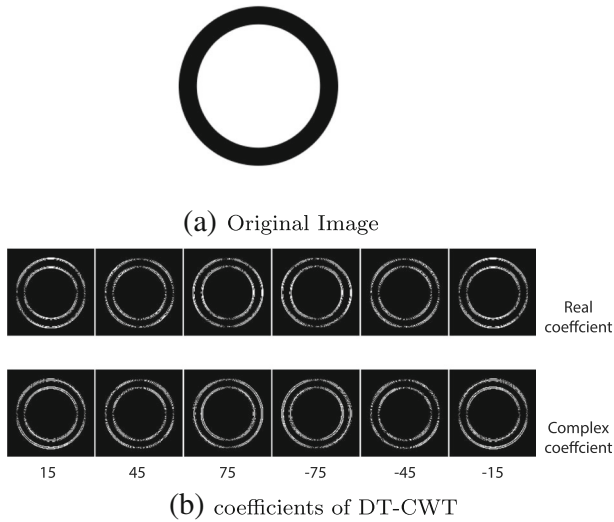 (a) Original Image
Real
coeffcient
Complex
coeffcient
15 45 75 -75 -45 -15
(b) coefficients of DT-CWT